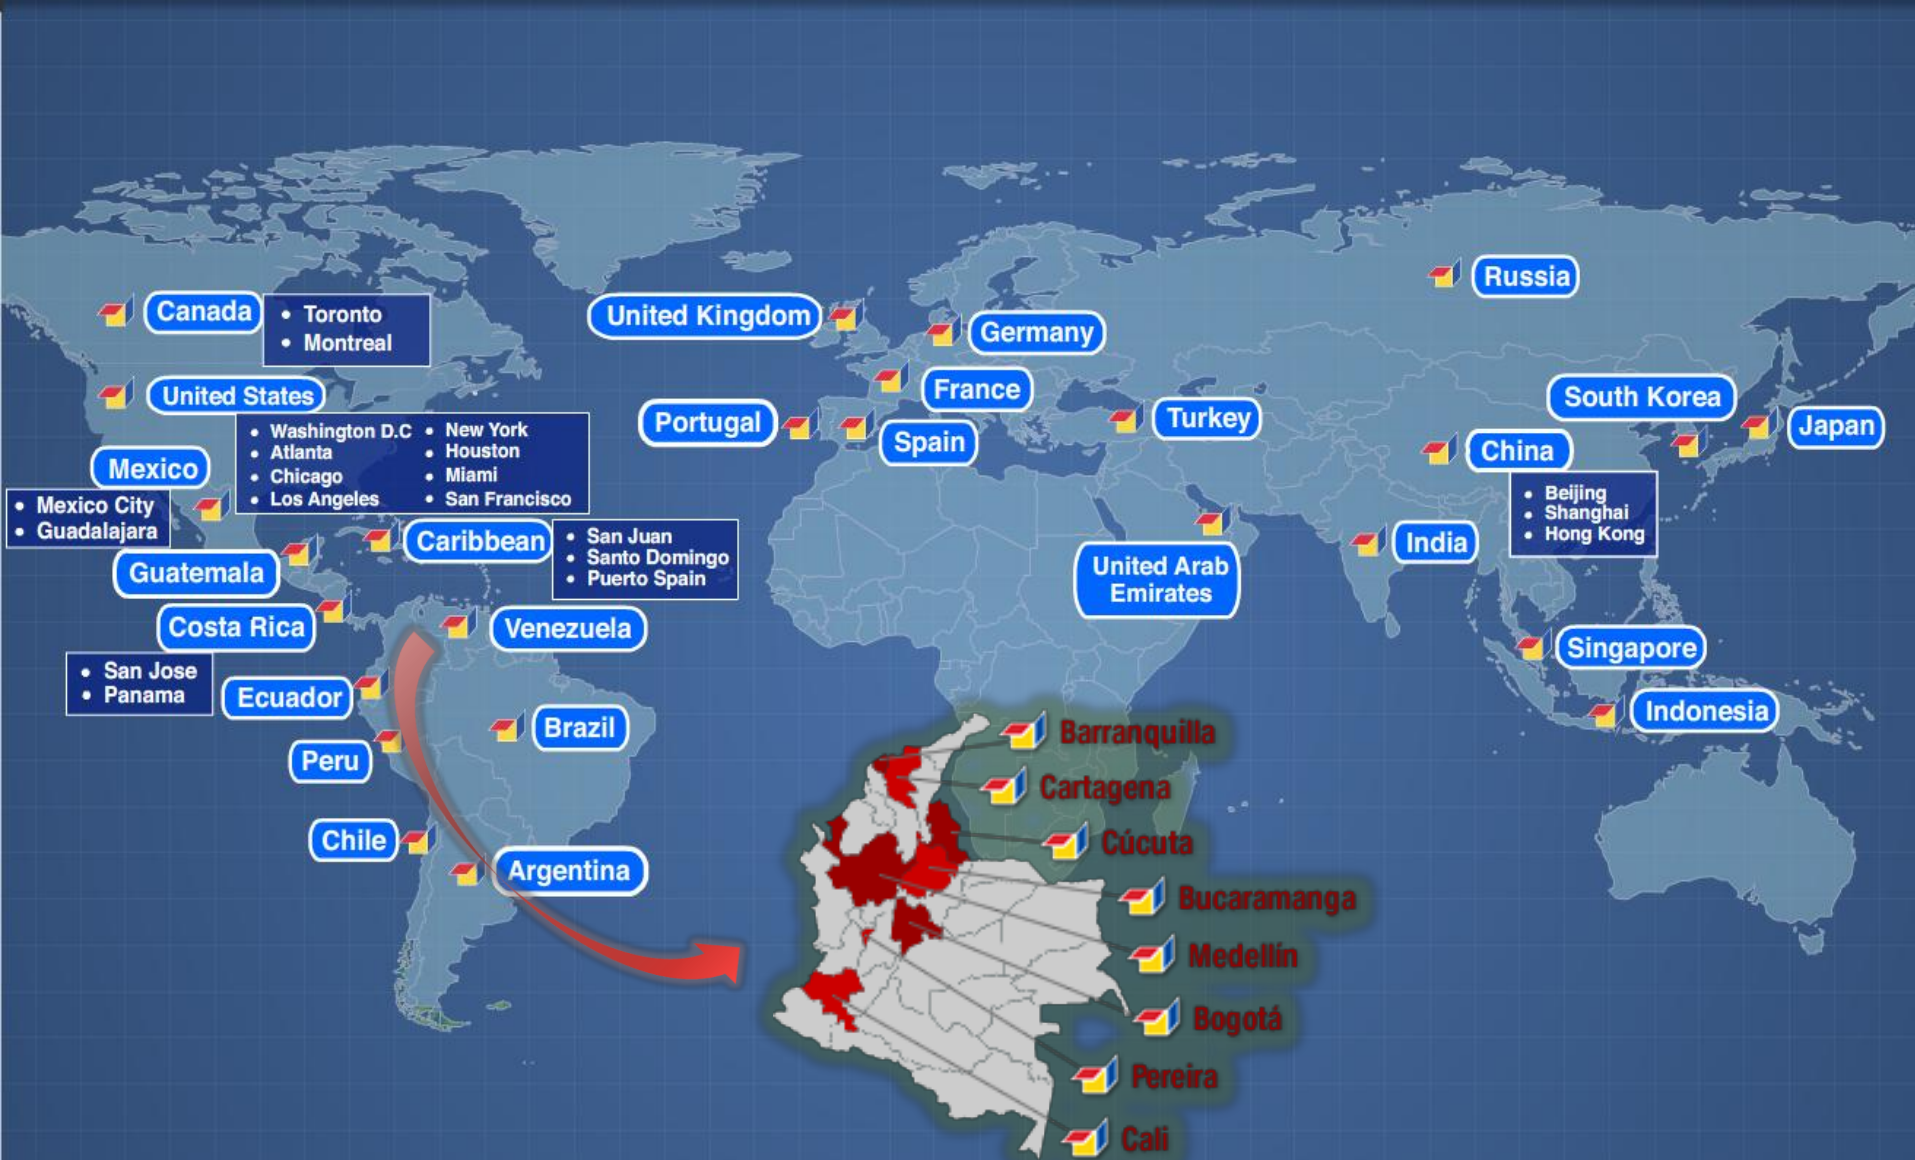 Canada
• Toronto
• Montreal
United States
• Washington D.C
• Atlanta
• Chicago
• Los Angeles
• New York
• Houston
• Miami
• San Francisco
Mexico
• Mexico City
• Guadalajara
Guatemala
Caribbean
• San Juan
• Santo Domingo
• Puerto Spain
Costa Rica
• San Jose
• Panama
Venezuela
Ecuador
Brazil
Peru
Chile
Argentina
United Kingdom
Germany
France
Portugal
Spain
Turkey
Russia
South Korea
Japan
China
• Beijing
• Shanghai
• Hong Kong
United Arab
Emirates
India
Singapore
Indonesia
Barranquilla
Cartagena
Cúcuta
Bucaramanga
Medellín
Bogotá
Pereira
Cali